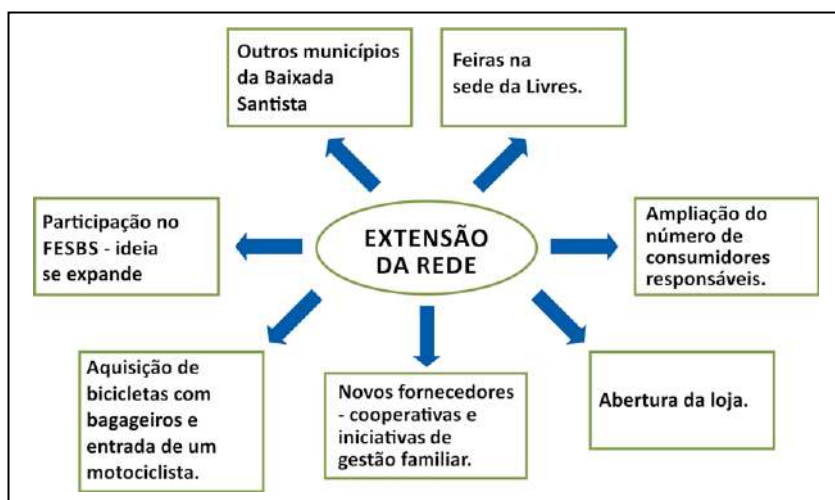 Outros municípios
da Baixada
Santista
Feiras na
sede da Livres.
Participação no
FESBS - ideia
se expande
EXTENSÃO
DA REDE
Ampliação do
número de
consumidores
responsáveis.
Aquisição de
bicicletas com
bagageiros e
entrada de um
motociclista.
Novos fornecedores
- cooperativas e
iniciativas de
gestão familiar.
Abertura da loja.